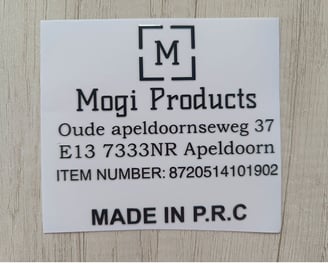 M
Mogi Products
Oude apeldoornseweg 37
E13 7333NR Apeldoorn
ITEM NUMBER: 8720514101902
MADE IN P.R.C